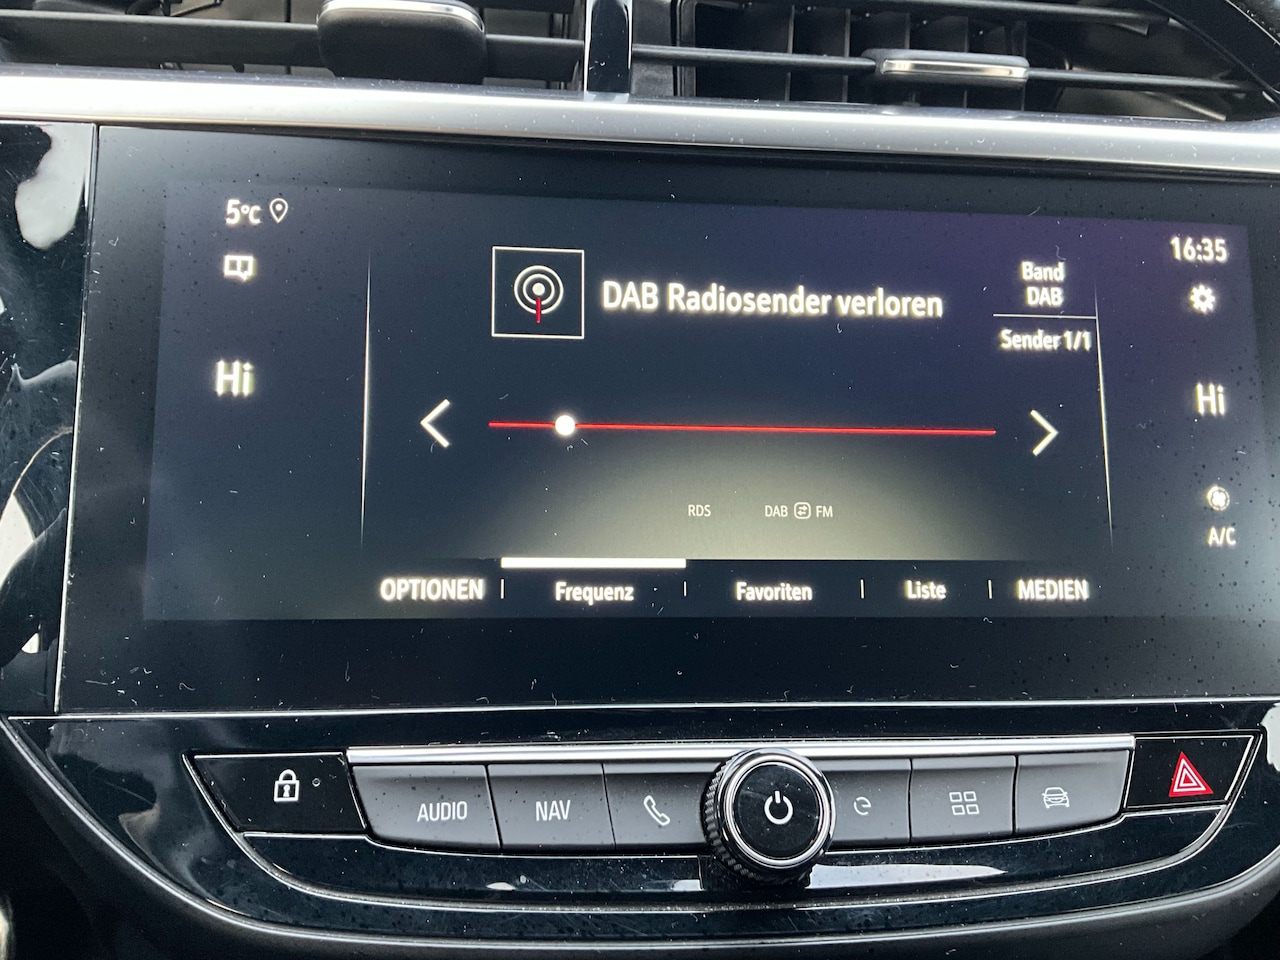 5°C
16:35
DAB Radiosender verloren
Band
DAB
Sender 1/1
Hi
Hi
RDS
DAB FM
A/C
OPTIONEN
Frequenz
Favoriten
Liste
MEDIEN
AUDIO
NAV
e